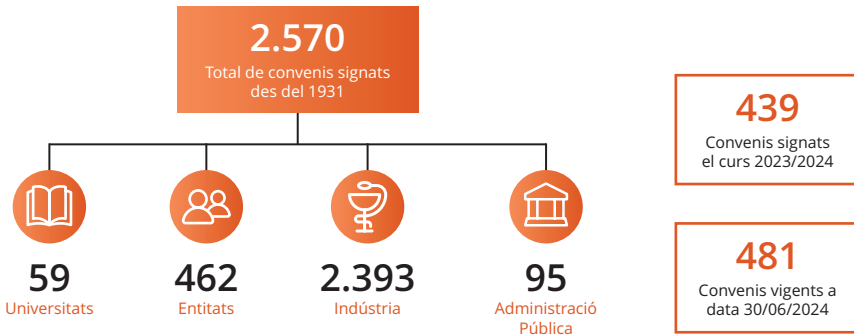 2.570
Total de convenis signats
des del 1931
59
Universitats
462
Entitats
2.393
Indústria
95
Administració
Pública
439
Convenis signats
el curs 2023/2024
481
Convenis vigents a
data 30/06/2024